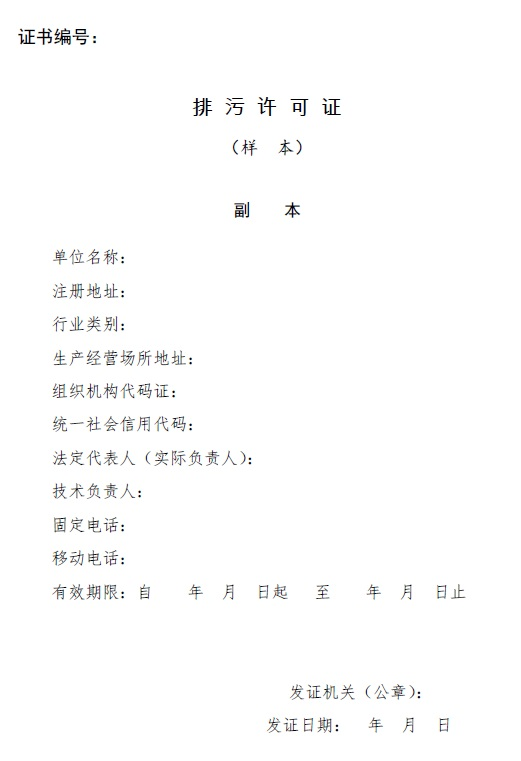 证书编号：
排 污 许 可 证
（样　本）
副　　本
单位名称：
注册地址：
行业类别：
生产经营场所地址：
组织机构代码证：
统一社会信用代码：
法定代表人（实际负责人）：
技术负责人：
固定电话：
移动电话：
有效期限：自　　年　月　日起　至　　年　月　日止
发证机关（公章）：
发证日期：　年　月　日